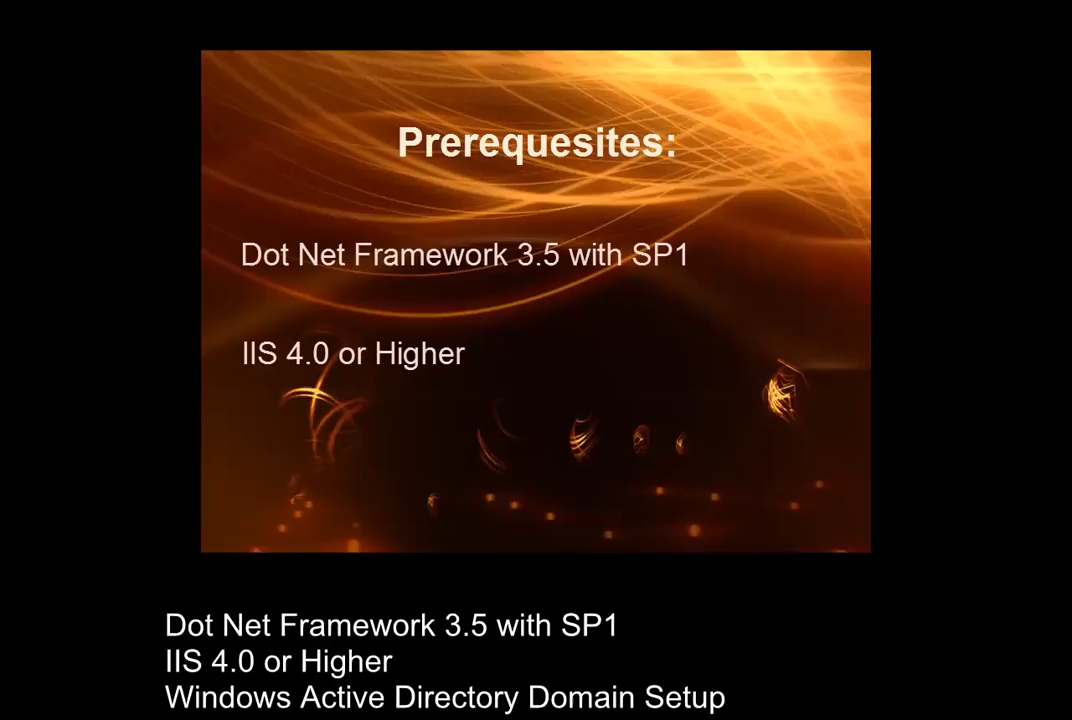 Prerequesites:
Dot Net Framework 3.5 with SP1
IIS 4.0 or Higher
Dot Net Framework 3.5 with SP1
IIS 4.0 or Higher
Windows Active Directory Domain Setup